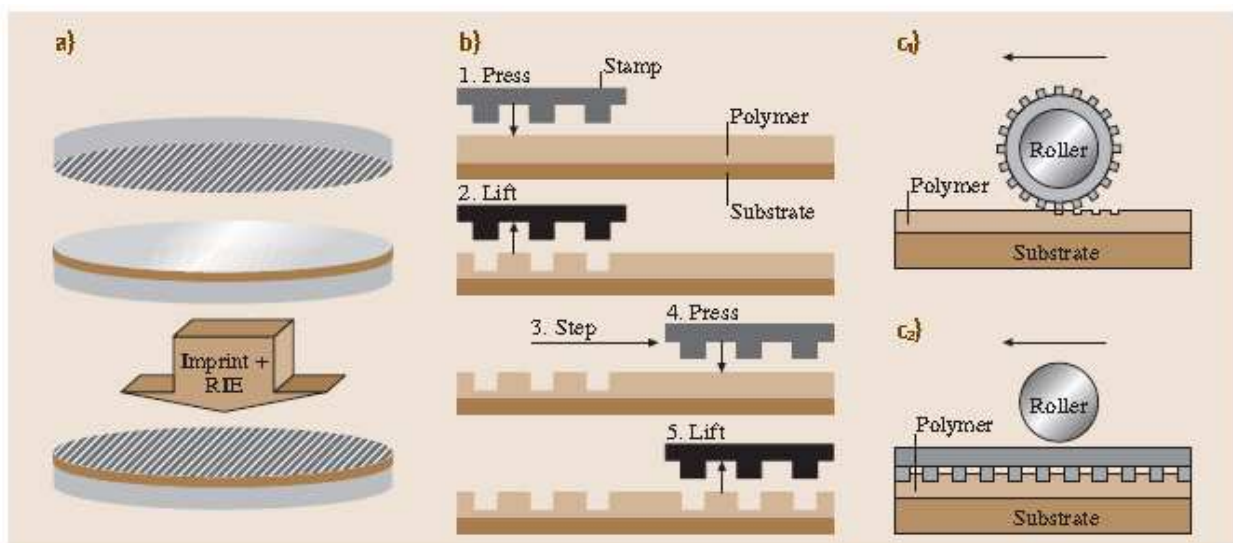 a}
Imprint +
RIE
b}
1. Press
Stamp
Polymer
2. Lift
Substrate
3. Step
4. Press
5. Lift
c₁}
Roller
Polymer
Substrate
c₂}
Roller
Polymer
Substrate